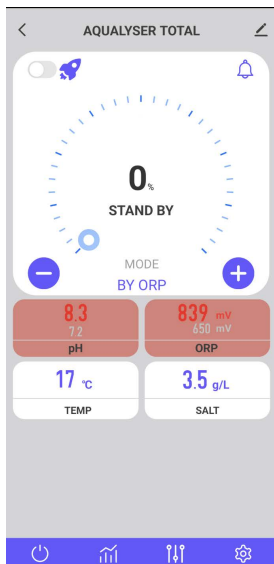 AQUALYSER TOTAL
0%
STAND BY
MODE
BY ORP
8.3
7.2
pH
839 mV
650 mV
ORP
17 °C
TEMP
3.5 g/L
SALT